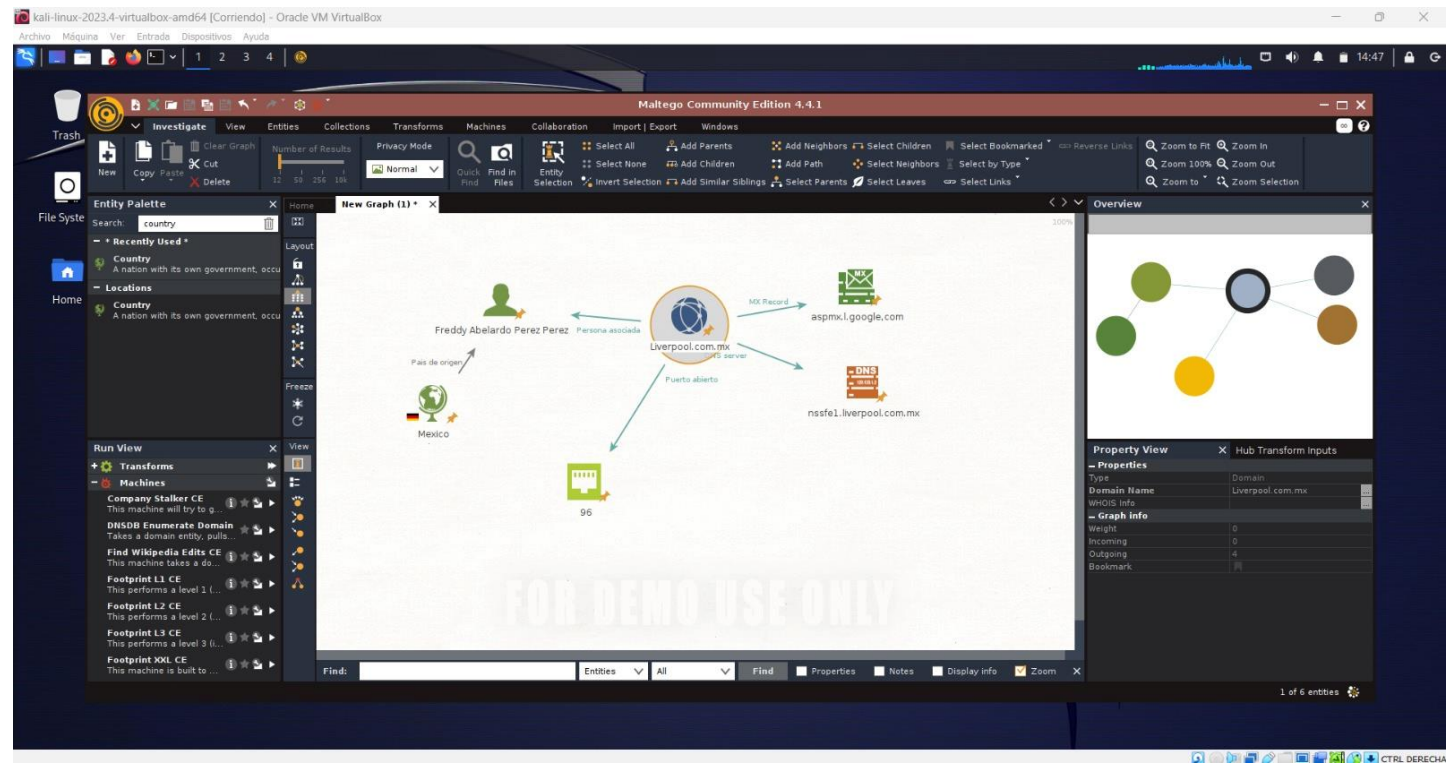 kali-linux-2023.4-virtualbox-amd64 [Corriendo] - Oracle VM VirtualBox
Archivo Máquina Ver Entrada Dispositivos Ayuda
1 2 3 4
14:47
Trash
File Syste
Home
Maltego Community Edition 4.4.1
Investigate View Entities Collections Transforms Machines Collaboration Import | Export Windows
New
Copy Paste
Clear Graph
Cut
Delete
Number of Results
12 50 256 10k
Privacy Mode
Normal
Quick Find
Find in Files
Entity Selection
Select All
Select None
Invert Selection
Add Parents
Add Children
Add Similar Siblings
Add Neighbors
Add Path
Select Parents
Select Children
Select Neighbors
Select Leaves
Select Bookmarked
Select by Type
Select Links
Reverse Links
Zoom to Fit
Zoom 100%
Zoom to
Zoom In
Zoom Out
Zoom Selection
Entity Palette
Search: country
* Recently Used *
Country
A nation with its own government, occu
Locations
Country
A nation with its own government, occu
Run View
Transforms
Machines
Company Stalker CE
This machine will try to g...
DNSDB Enumerate Domain
Takes a domain entity, pulls...
Find Wikipedia Edits CE
This machine takes a do...
Footprint L1 CE
This performs a level 1 (...
Footprint L2 CE
This performs a level 2 (...
Footprint L3 CE
This performs a level 3 (i...
Footprint XXL CE
This machine is built to ...
Home
New Graph (1) *
Layout
Freeze
View
100%
MX
MX Record
aspmx.l.google.com
Freddy Abelardo Perez Perez
Persona asociada
Liverpool.com.mx
server
Pais de origen
Puerto abierto
DNS
nssfe1.liverpool.com.mx
Mexico
96
FOR DEMO USE ONLY
Find:
Entities
All
Find
Properties
Notes
Display info
Zoom
Overview
Property View
Hub Transform Inputs
Properties
Type Domain
Domain Name Liverpool.com.mx
WHOIS Info
Graph info
Weight 0
Incoming 0
Outgoing 4
Bookmark
1 of 6 entities
CTRL DERECHA